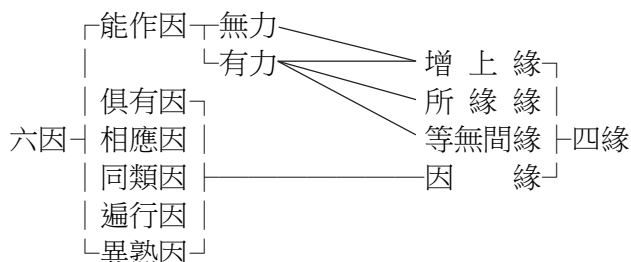 能作因 無力
有力 增上緣
俱有因 所緣緣
六因 相應因 等無間緣 四緣
同類因 因緣
遍行因
異熟因